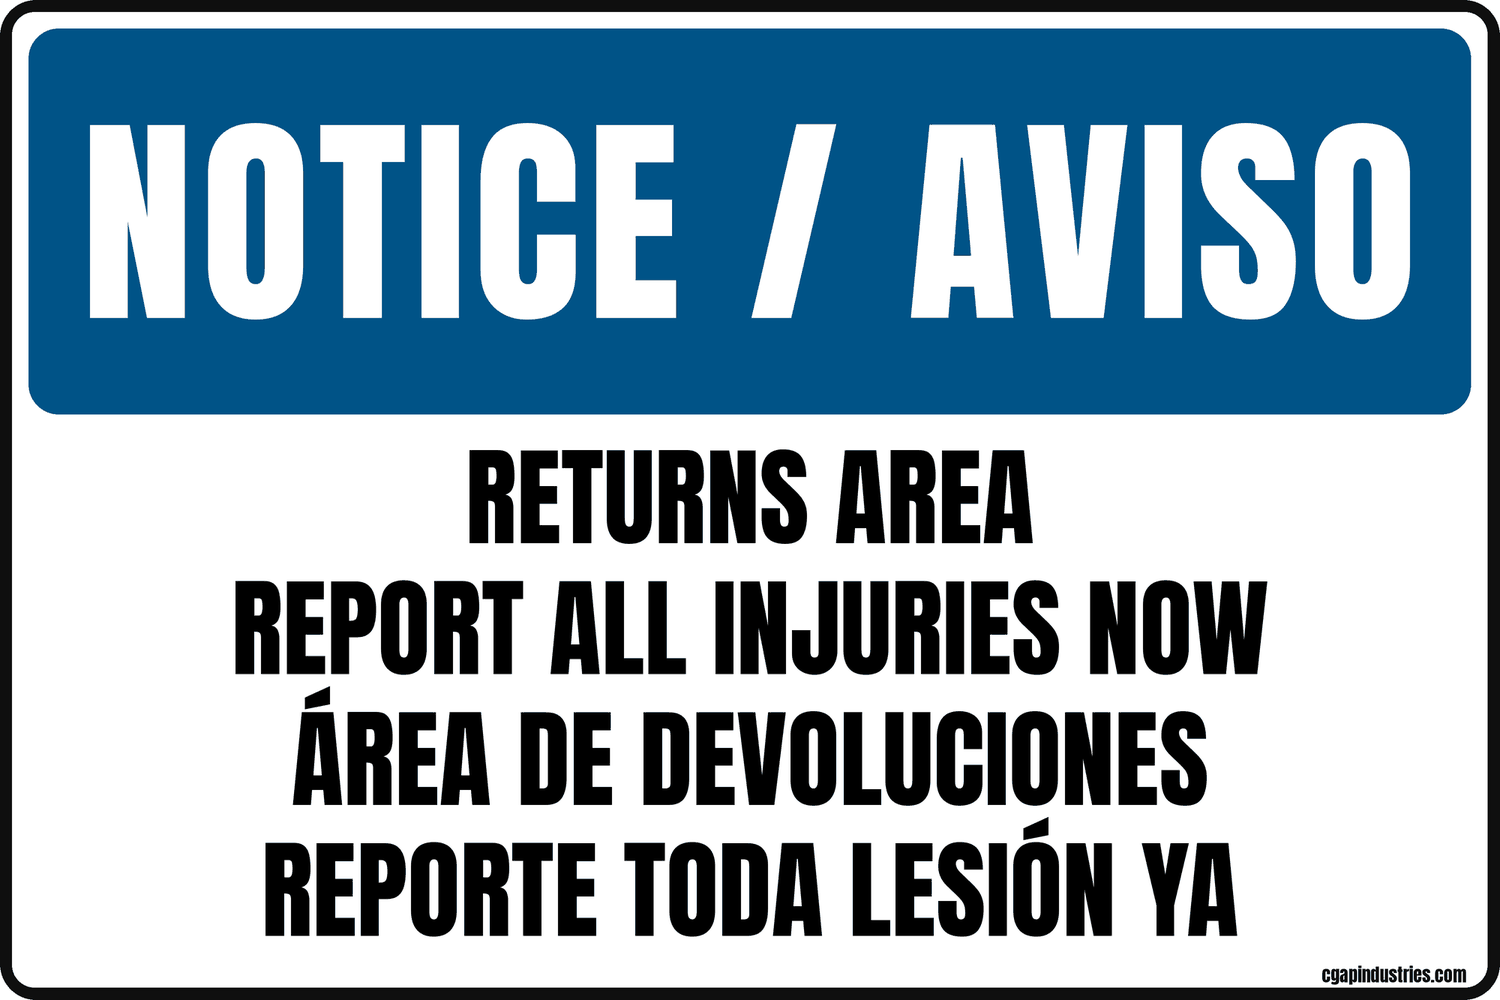 NOTICE / AVISO
RETURNS AREA
REPORT ALL INJURIES NOW
ÁREA DE DEVOLUCIONES
REPORTE TODA LESIÓN YA
cgapindustries.com